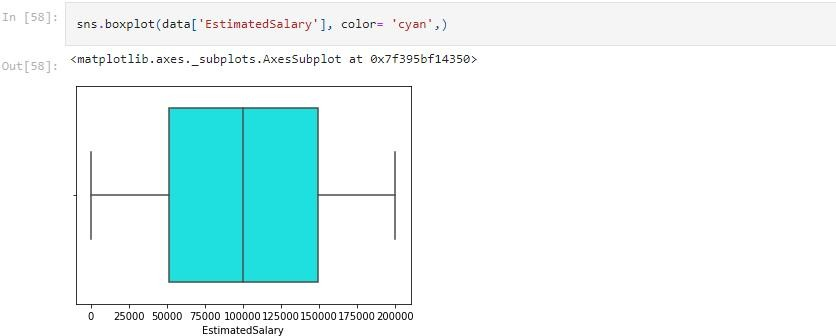 In [58]:
sns.boxplot(data['EstimatedSalary'], color= 'cyan',)
Out[58]:
<matplotlib.axes._subplots.AxesSubplot at 0x7f395bf14350>
0 25000 50000 75000 100000 125000 150000 175000 200000
EstimatedSalary